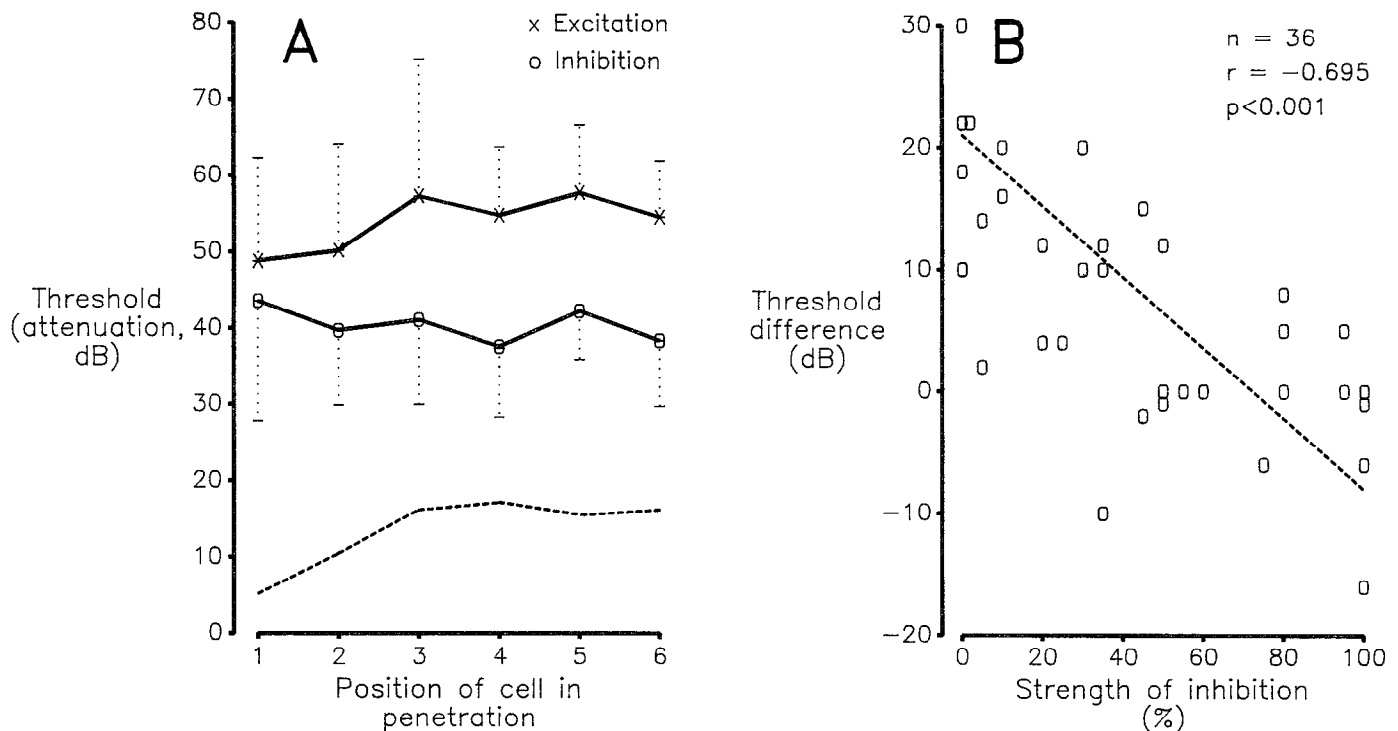 A
x Excitation
o Inhibition
80
70
60
50
40
30
20
10
0
Threshold
(attenuation,
dB)
1 2 3 4 5 6
Position of cell in
penetration
B
n = 36
r = -0.695
p<0.001
30
20
10
0
-10
-20
Threshold
difference
(dB)
0 20 40 60 80 100
Strength of inhibition
(%)